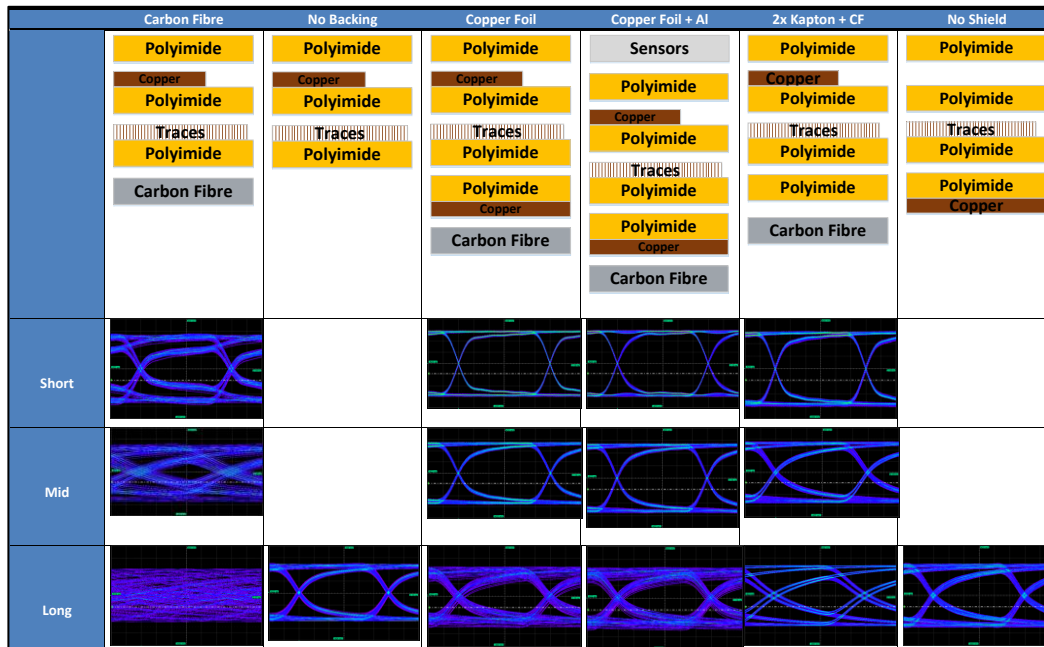 Carbon Fibre No Backing Copper Foil Copper Foil + Al 2x Kapton + CF No Shield
Polyimide
Copper
Polyimide
Traces
Polyimide
Carbon Fibre
Polyimide
Copper
Polyimide
Traces
Polyimide
Polyimide
Copper
Polyimide
Traces
Polyimide
Polyimide
Copper
Carbon Fibre
Sensors
Polyimide
Copper
Polyimide
Traces
Polyimide
Polyimide
Copper
Carbon Fibre
Polyimide
Copper
Polyimide
Traces
Polyimide
Polyimide
Carbon Fibre
Polyimide
Polyimide
Traces
Polyimide
Polyimide
Copper
Short
Mid
Long